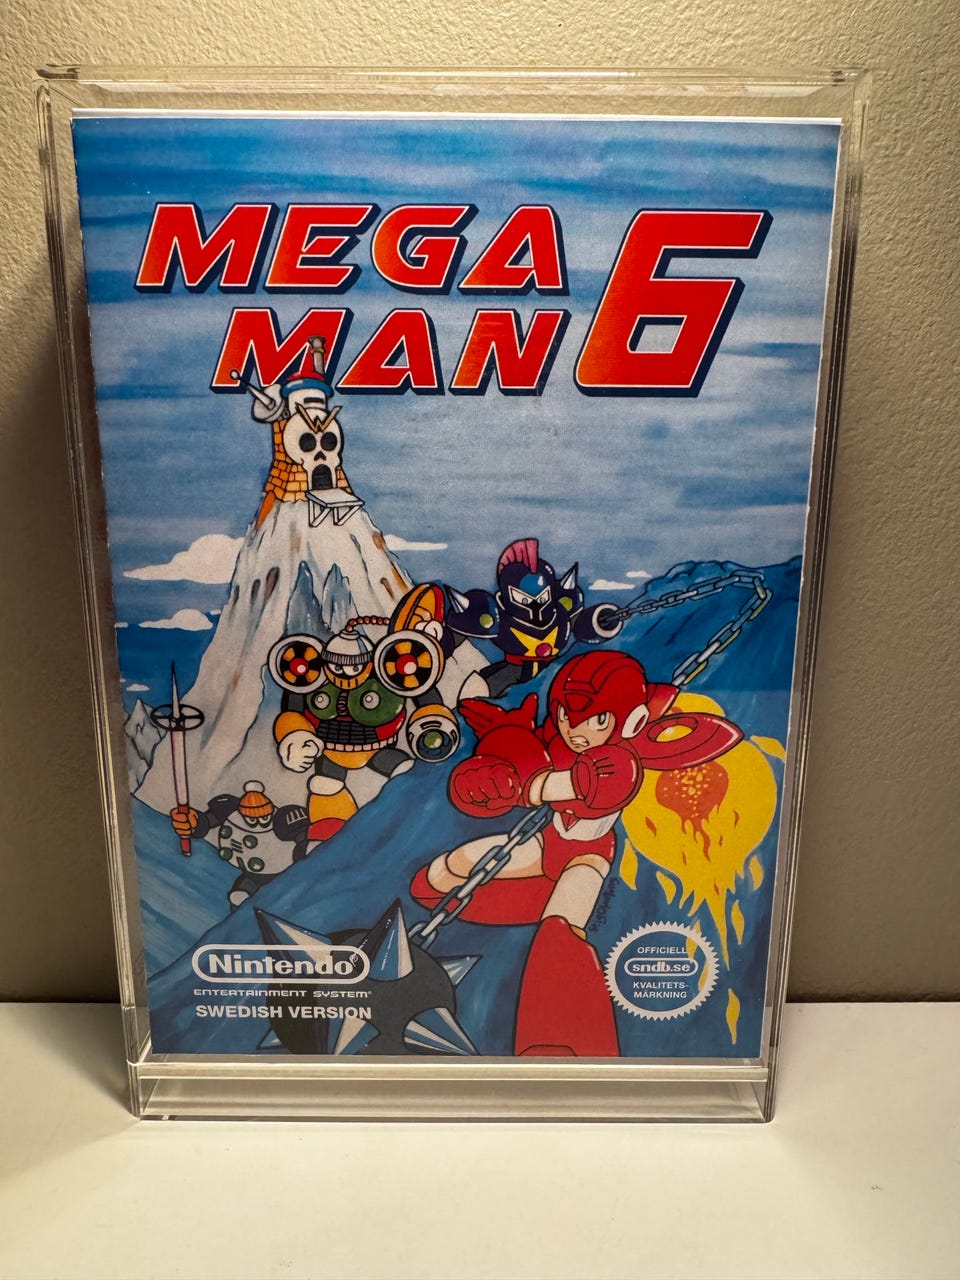 MEGA
MAN 6
W
Nintendo®
ENTERTAINMENT SYSTEM®
SWEDISH VERSION
OFFICIELL
sndb.se
KVALITETS-
MÄRKNING